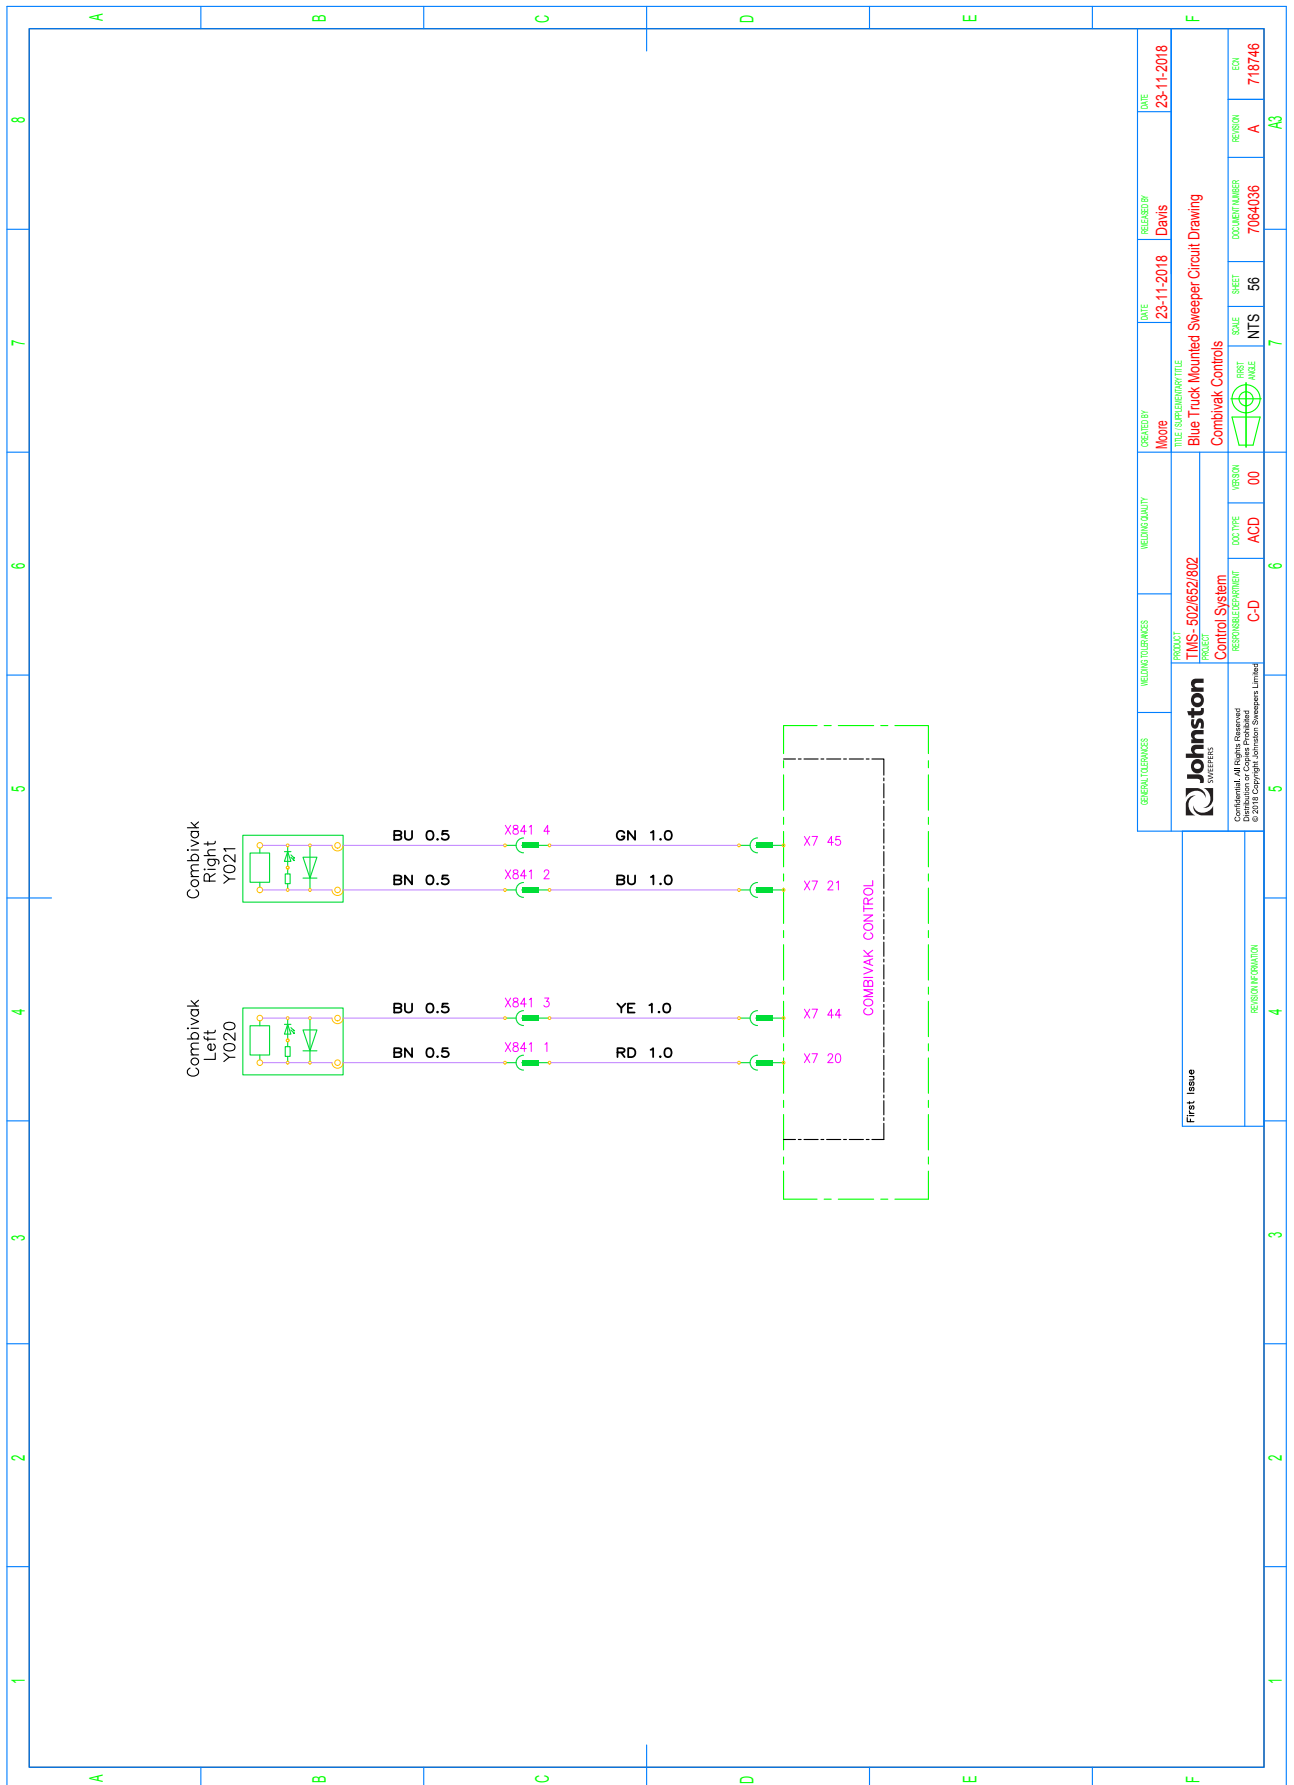 A
B
C
D
E
F
8
7
6
5
4
3
2
1
Combivak
Right
Y021
BU 0.5
X841 4
GN 1.0
X7 45
BN 0.5
X841 2
BU 1.0
X7 21
Combivak
Left
Y020
BU 0.5
X841 3
YE 1.0
X7 44
BN 0.5
X841 1
RD 1.0
X7 20
COMBIVAK CONTROL
GENERAL TOLERANCES
WELDING TOLERANCES
WELDING QUALITY
CREATED BY
Moore
DATE
23-11-2018
RELEASED BY
Davis
DATE
23-11-2018
Johnston
SWEEPERS
Confidential. All Rights Reserved
Distribution or Copies Prohibited
© 2018 Copyright Johnston Sweepers Limited
PRODUCT
TMS- 502/652/802
PROJECT
Control System
TITLE / SUPPLEMENTARY TITLE
Blue Truck Mounted Sweeper Circuit Drawing
Combivak Controls
RESPONSIBLE DEPARTMENT
C-D
DOC TYPE
ACD
VERSION
00
FIRST
ANGLE
SCALE
NTS
SHEET
56
DOCUMENT NUMBER
7064036
REVISION
A
ECN
718746
First Issue
REVISION INFORMATION
A3
7
6
5
4
3
2
1
A
B
C
D
E
F